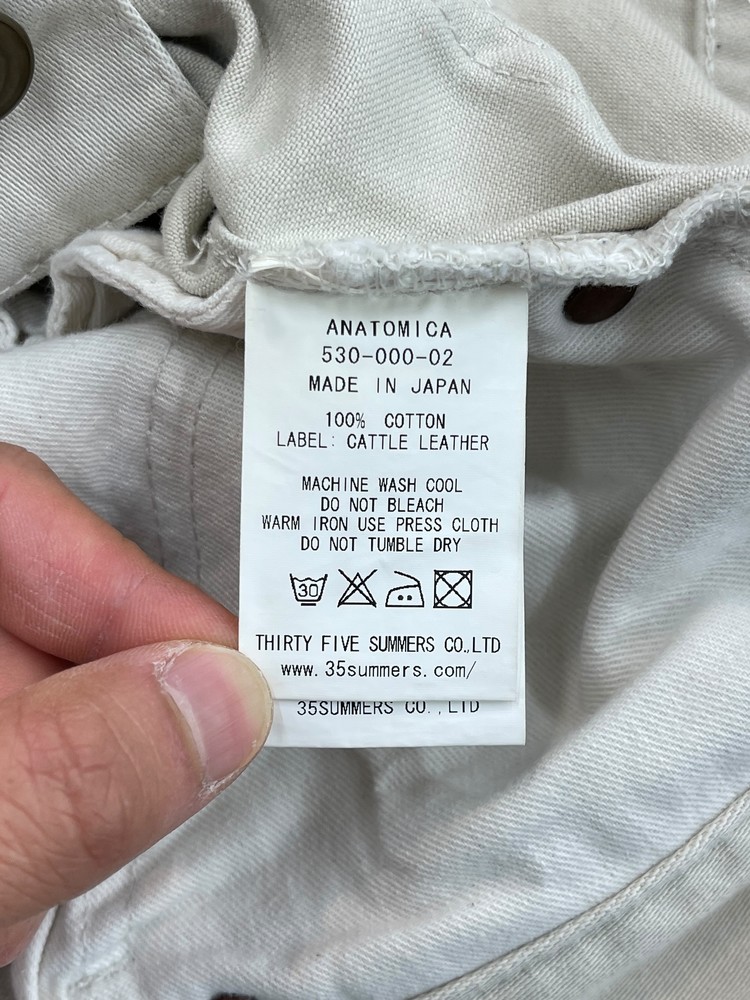 ANATOMICA
530-000-02
MADE IN JAPAN
100% COTTON
LABEL: CATTLE LEATHER
MACHINE WASH COOL
DO NOT BLEACH
WARM IRON USE PRESS CLOTH
DO NOT TUMBLE DRY
30
THIRTY FIVE SUMMERS CO.,LTD
www.35summers.com/
35SUMMERS CO.,LTD